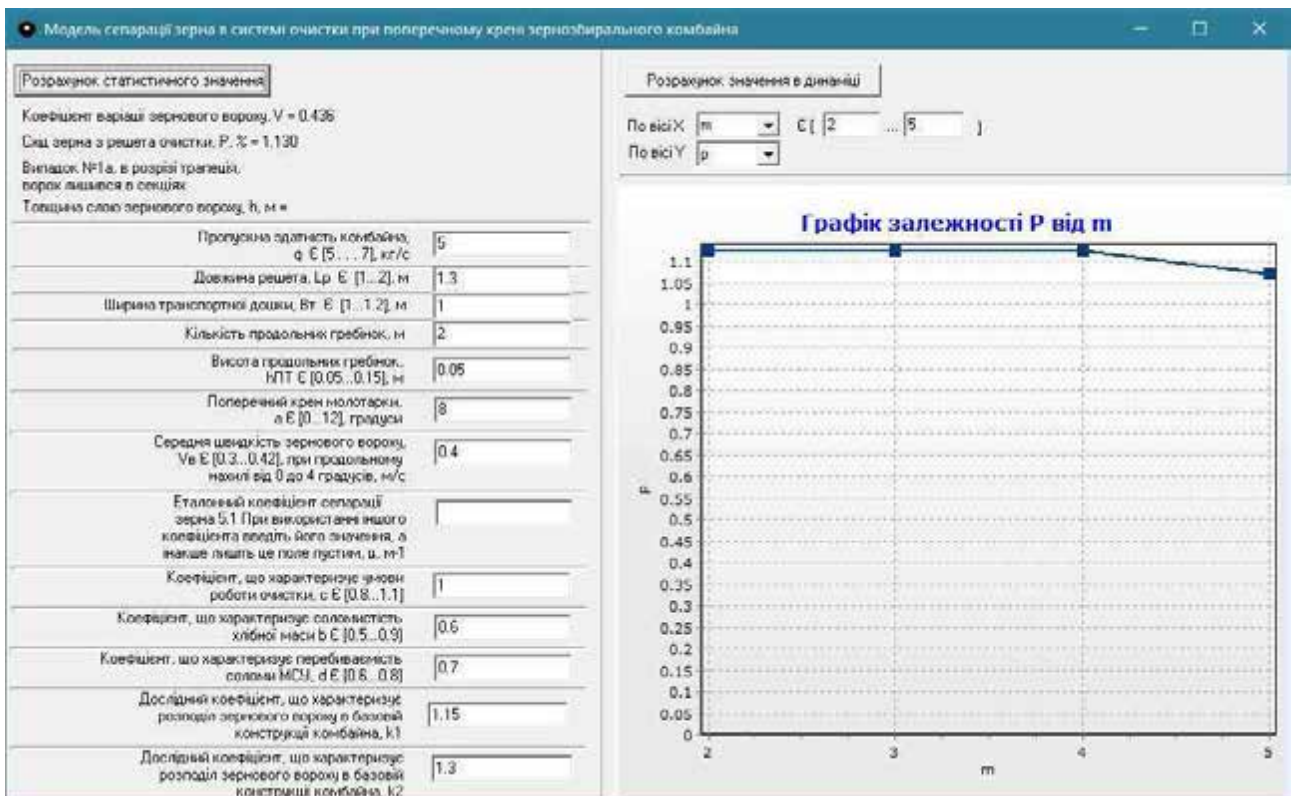 Модель сепарації зерна в системі очистки при поперечному крені зернозбирального комбайна
Розрахунок статистичного значення
Коефіцієнт варіації зернового вороху, V = 0.436
Схід зерна з решета очистки, P, % = 1.130
Випадок №1а, в розрізі трапеція,
ворох лишився в секціях
Товщина слою зернового вороху, h, м =
Пропускна здатність комбайна,
q Є [5. . . 7], кг/с
5
Довжина решета, Lр Є [1...2], м
1.3
Ширина транспортної дошки, Вт Є [1...1.2], м
1
Кількість продольних гребінок, м
2
Висота продольних гребінок,
hПТ Є [0.05...0.15], м
0.05
Поперечний крен молотарки,
а Є [0...12], градуси
8
Середня швидкість зернового вороху,
Vв Є [0.3...0.42], при продольному
нахилі від 0 до 4 градусів, м/с
0.4
Еталонний коефіцієнт сепарації
зерна 5.1 При використанні іншого
коефіцієнта введіть його значення, а
інакше лишіть це поле пустим, u, м-1
Коефіцієнт, що характеризує умови
роботи очистки, с Є [0.8...1.1]
1
Коефіцієнт, що характеризує соломистість
хлібної маси b Є [0.5...0.9]
0.6
Коефіцієнт, що характеризує перебиваємість
соломи МСУ, d Є [0.6...0.8]
0.7
Дослідний коефіцієнт, що характеризує
розподіл зернового вороху в базовій
конструкції комбайна, k1
1.15
Дослідний коефіцієнт, що характеризує
розподіл зернового вороху в базовій
конструкції комбайна, k2
1.3
Розрахунок значення в динаміці
По вісі X m Є [ 2 ... 5 ]
По вісі Y p
Графік залежності P від m
1.1
1.05
1
0.95
0.9
0.85
0.8
0.75
0.7
0.65
0.6
0.55
0.5
0.45
0.4
0.35
0.3
0.25
0.2
0.15
0.1
0.05
0
P
2 3 4 5
m